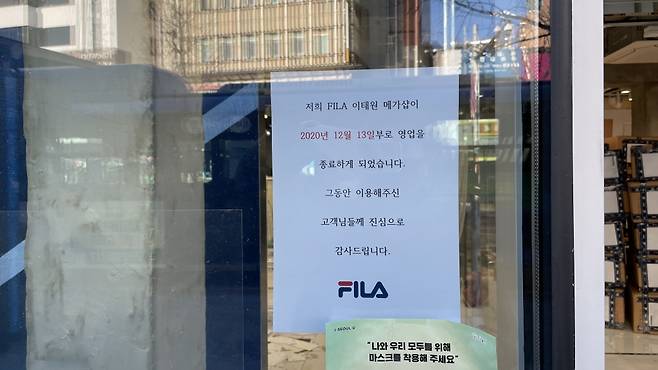 저희 FILA 이태원 메가샵이
2020년 12월 13일부로 영업을
종료하게 되었습니다.
그동안 이용해주신
고객님들께 진심으로
감사드립니다.
FILA
I·SEOUL·U
"나와 우리 모두를 위해
마스크를 착용해 주세요"